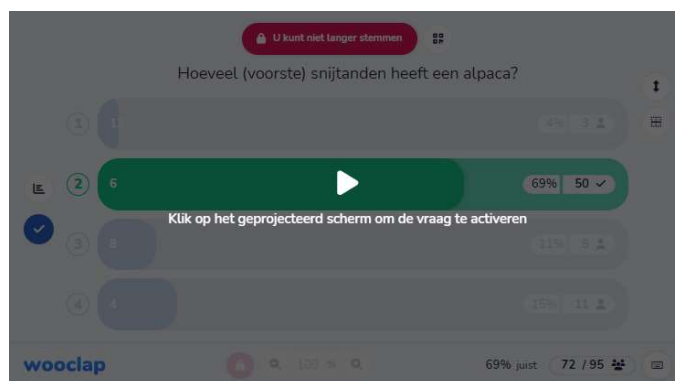 U kunt niet langer stemmen
Hoeveel (voorste) snijtanden heeft een alpaca?
1 1 4% 3
2 6 69% 50
Klik op het geprojecteerd scherm om de vraag te activeren
3 8 11% 8
4 4 15% 11
wooclap 100 % 69% juist 72 / 95